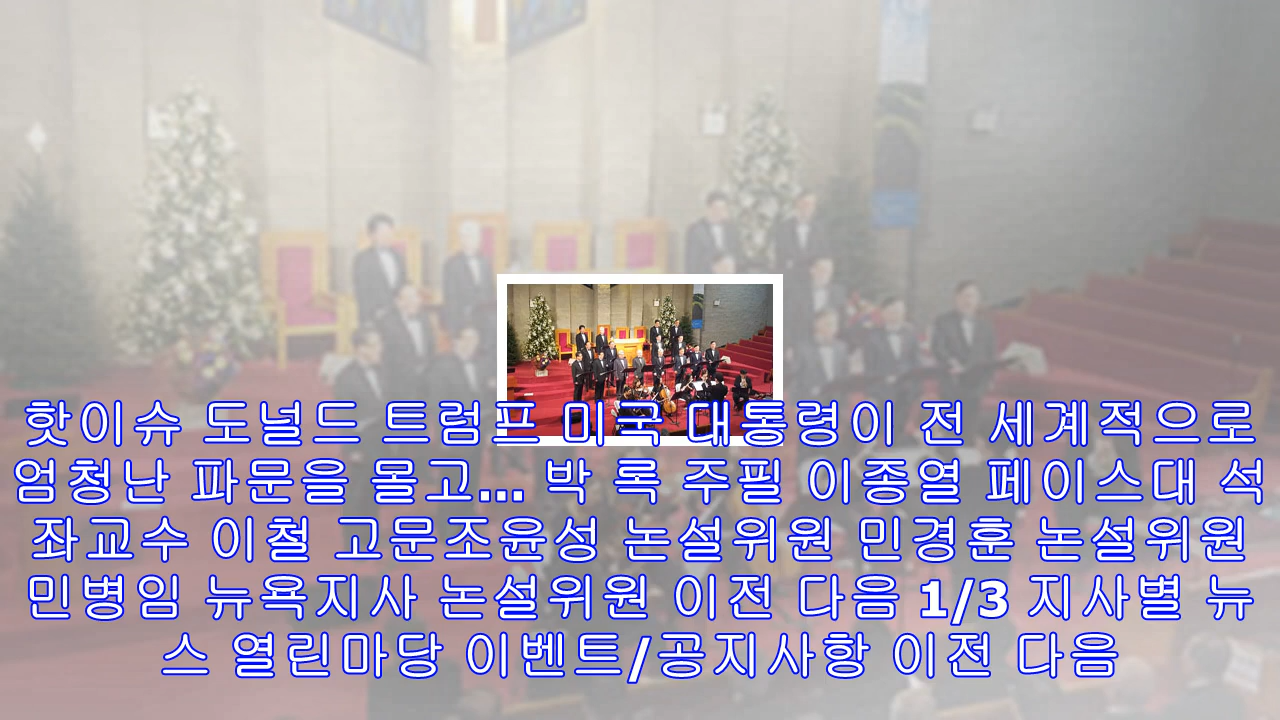 핫이슈 도널드 트럼프 미국 대통령이 전 세계적으로
엄청난 파문을 몰고... 박 록 주필 이종열 페이스대 석
좌교수 이철 고문조윤성 논설위원 민경훈 논설위원
민병임 뉴욕지사 논설위원 이전 다음 1/3 지사별 뉴
스 열린마당 이벤트/공지사항 이전 다음